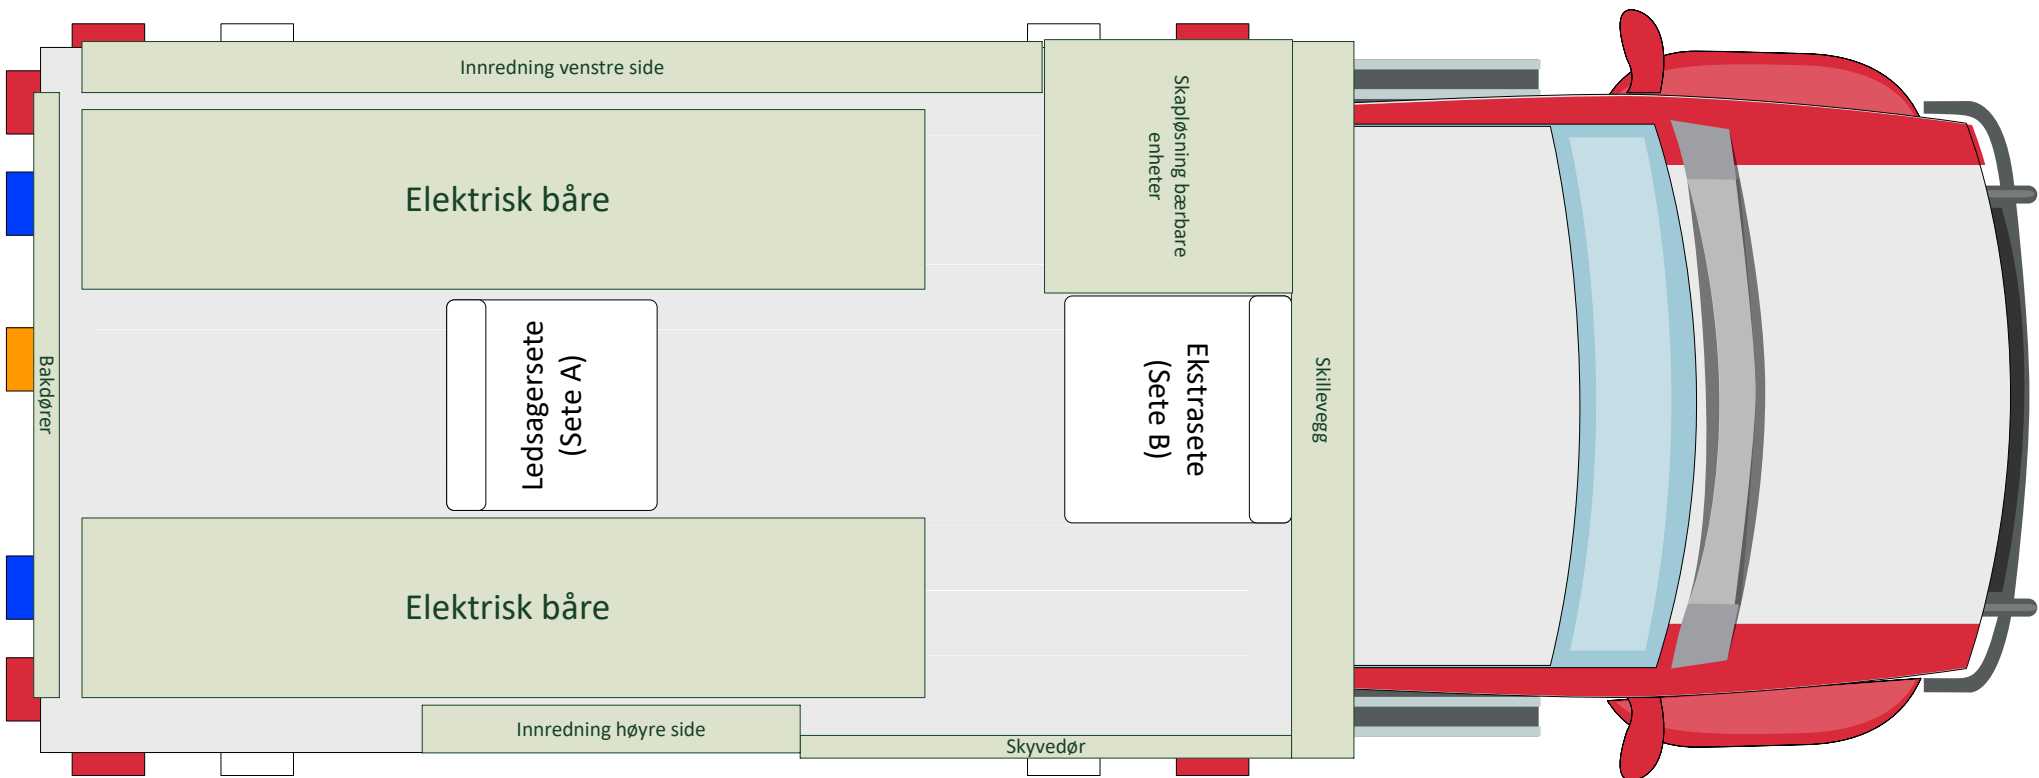 Innredning venstre side
Skapløsning bærbare
enheter
Elektrisk båre
Ledsagersete
(Sete A)
Ekstrasete
(Sete B)
Skillevegg
Bakdører
Elektrisk båre
Innredning høyre side
Skyvedør